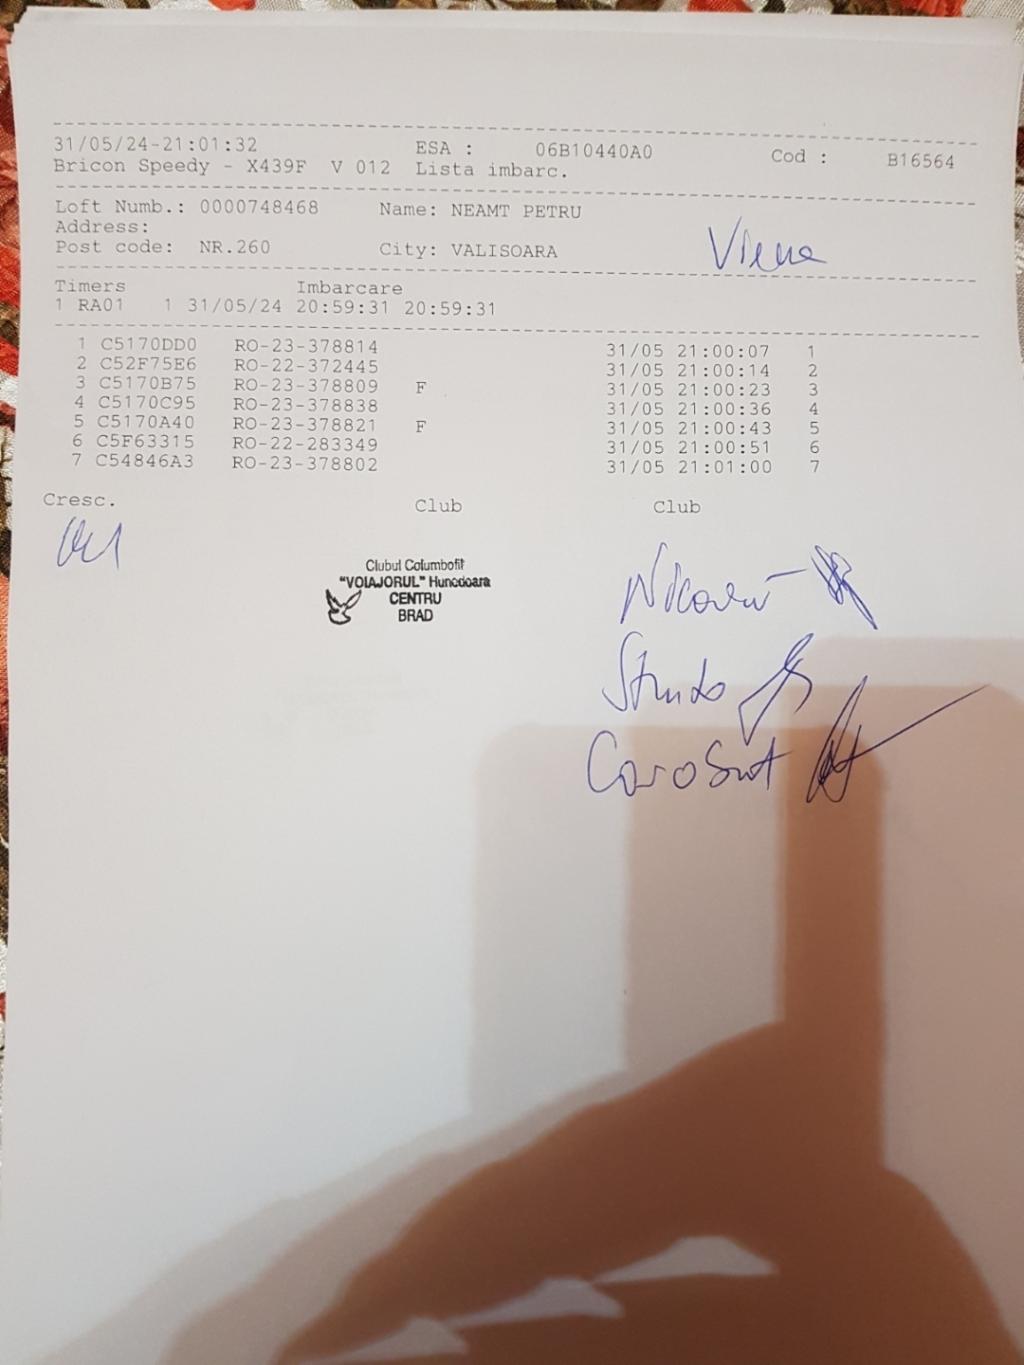 31/05/24-21:01:32 ESA : 06B10440A0 Cod : B16564
Bricon Speedy - X439F V 012 Lista imbarc.
Loft Numb.: 0000748468 Name: NEAMT PETRU
Address:
Post code: NR.260 City: VALISOARA
Viena
Timers Imbarcare
1 RA01 1 31/05/24 20:59:31 20:59:31
1 C5170DD0 RO-23-378814 31/05 21:00:07 1
2 C52F75E6 RO-22-372445 31/05 21:00:14 2
3 C5170B75 RO-23-378809 F 31/05 21:00:23 3
4 C5170C95 RO-23-378838 31/05 21:00:36 4
5 C5170A40 RO-23-378821 F 31/05 21:00:43 5
6 C5F63315 RO-22-283349 31/05 21:00:51 6
7 C54846A3 RO-23-378802 31/05 21:01:00 7
Cresc. Club Club
Clubul Columbofil
"VOIAJORUL" Hunedoara
CENTRU
BRAD